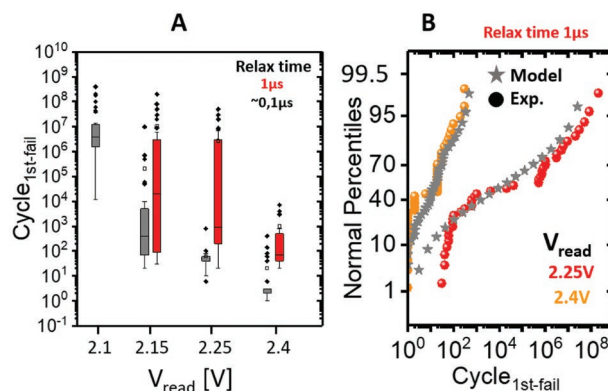 A
Cycle1st-fail
10^10
10^9
10^8
10^7
10^6
10^5
10^4
10^3
10^2
10^1
10^0
10^-1
Relax time
1µs
~0,1µs
2.1 2.15 2.25 2.4
Vread [V]
B
Relax time 1µs
Normal Percentiles
99.5
95
70
40
10
1
Model
Exp.
Vread
2.25V
2.4V
10^0 10^2 10^4 10^6 10^8
Cycle1st-fail